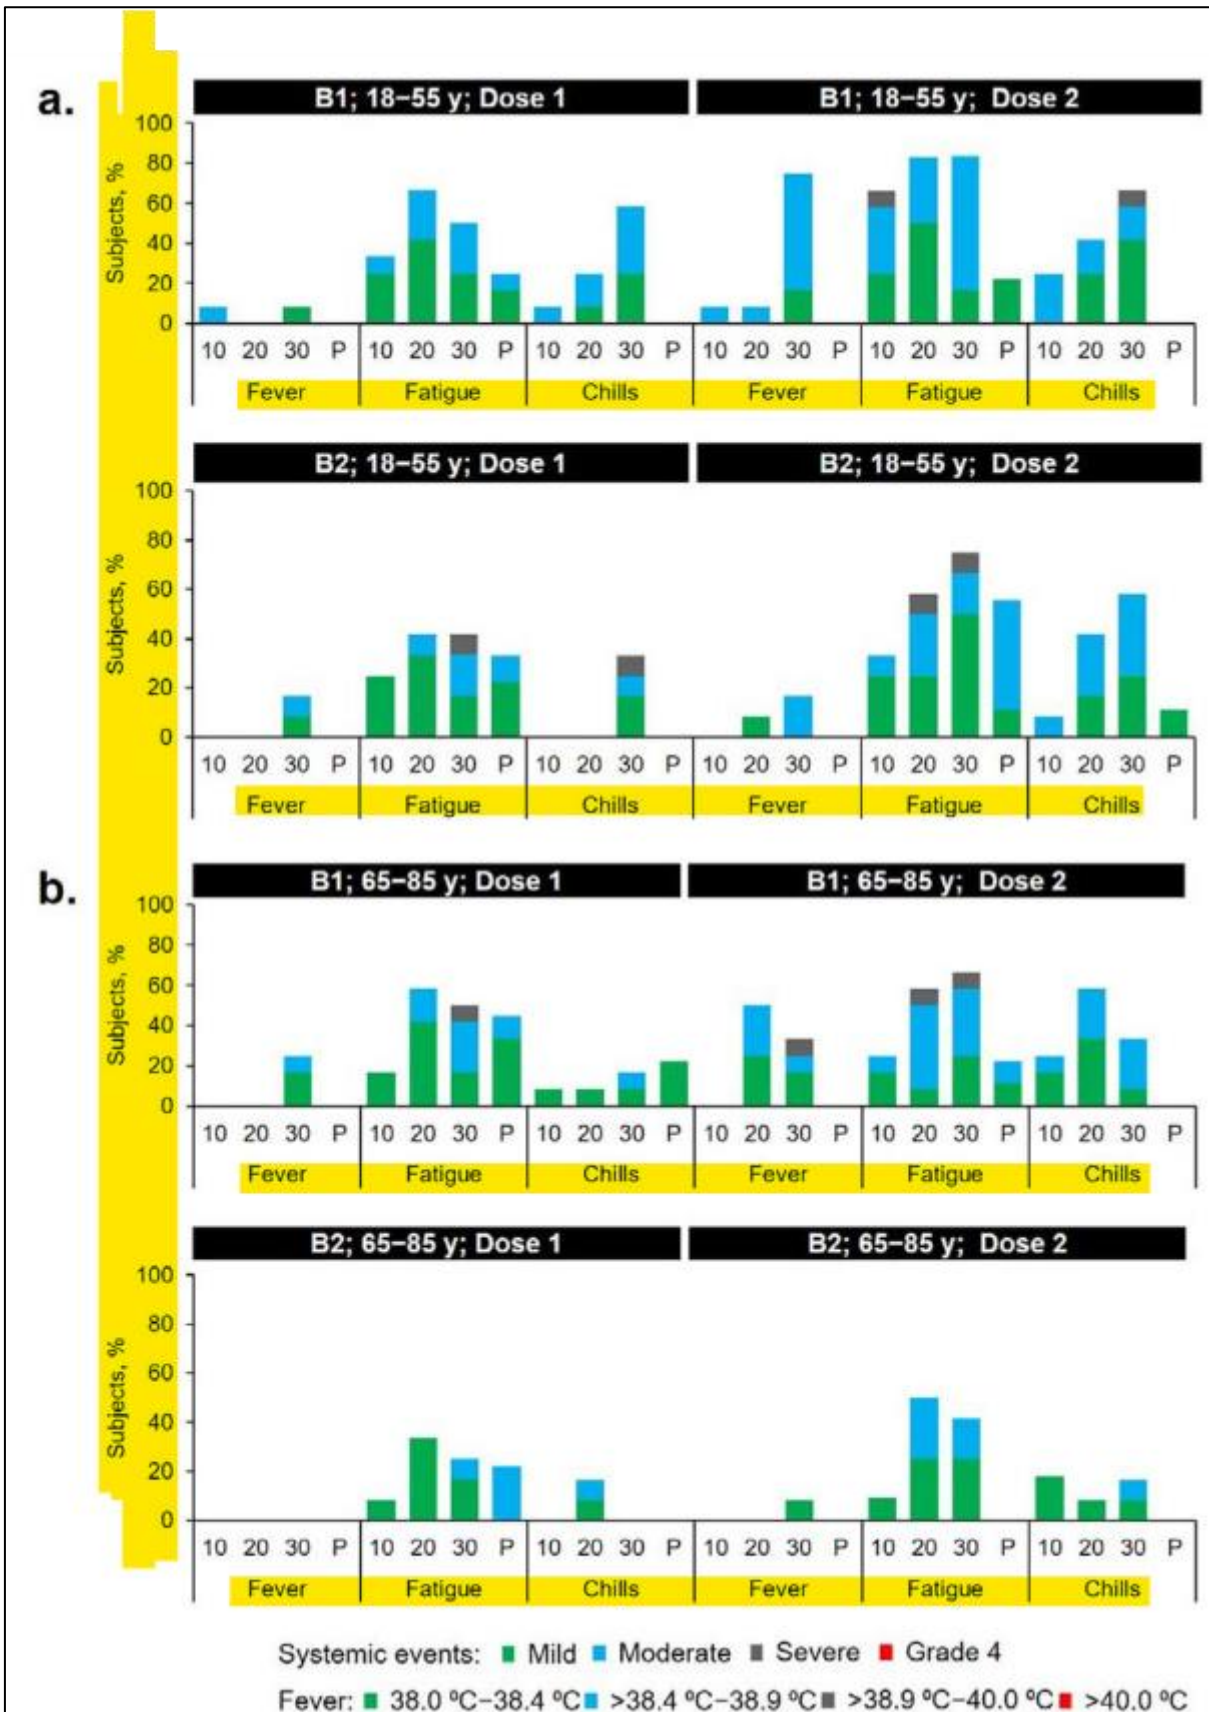 a.
B1; 18–55 y; Dose 1 B1; 18–55 y; Dose 2
Subjects, %
100
80
60
40
20
0
10 20 30 P 10 20 30 P 10 20 30 P 10 20 30 P 10 20 30 P 10 20 30 P
Fever Fatigue Chills Fever Fatigue Chills
B2; 18–55 y; Dose 1 B2; 18–55 y; Dose 2
Subjects, %
100
80
60
40
20
0
10 20 30 P 10 20 30 P 10 20 30 P 10 20 30 P 10 20 30 P 10 20 30 P
Fever Fatigue Chills Fever Fatigue Chills
b.
B1; 65–85 y; Dose 1 B1; 65–85 y; Dose 2
Subjects, %
100
80
60
40
20
0
10 20 30 P 10 20 30 P 10 20 30 P 10 20 30 P 10 20 30 P 10 20 30 P
Fever Fatigue Chills Fever Fatigue Chills
B2; 65–85 y; Dose 1 B2; 65–85 y; Dose 2
Subjects, %
100
80
60
40
20
0
10 20 30 P 10 20 30 P 10 20 30 P 10 20 30 P 10 20 30 P 10 20 30 P
Fever Fatigue Chills Fever Fatigue Chills
Systemic events: Mild Moderate Severe Grade 4
Fever: 38.0 ºC–38.4 ºC >38.4 ºC–38.9 ºC >38.9 ºC–40.0 ºC >40.0 ºC